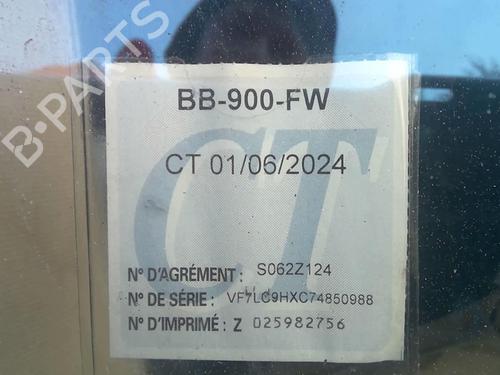 BB-900-FW
CT 01/06/2024
CT
N° D'AGRÉMENT: S062Z124
N° DE SÉRIE: VF7LC9HXC74850988
N° D'IMPRIMÉ: Z 025982756
B-PARTS